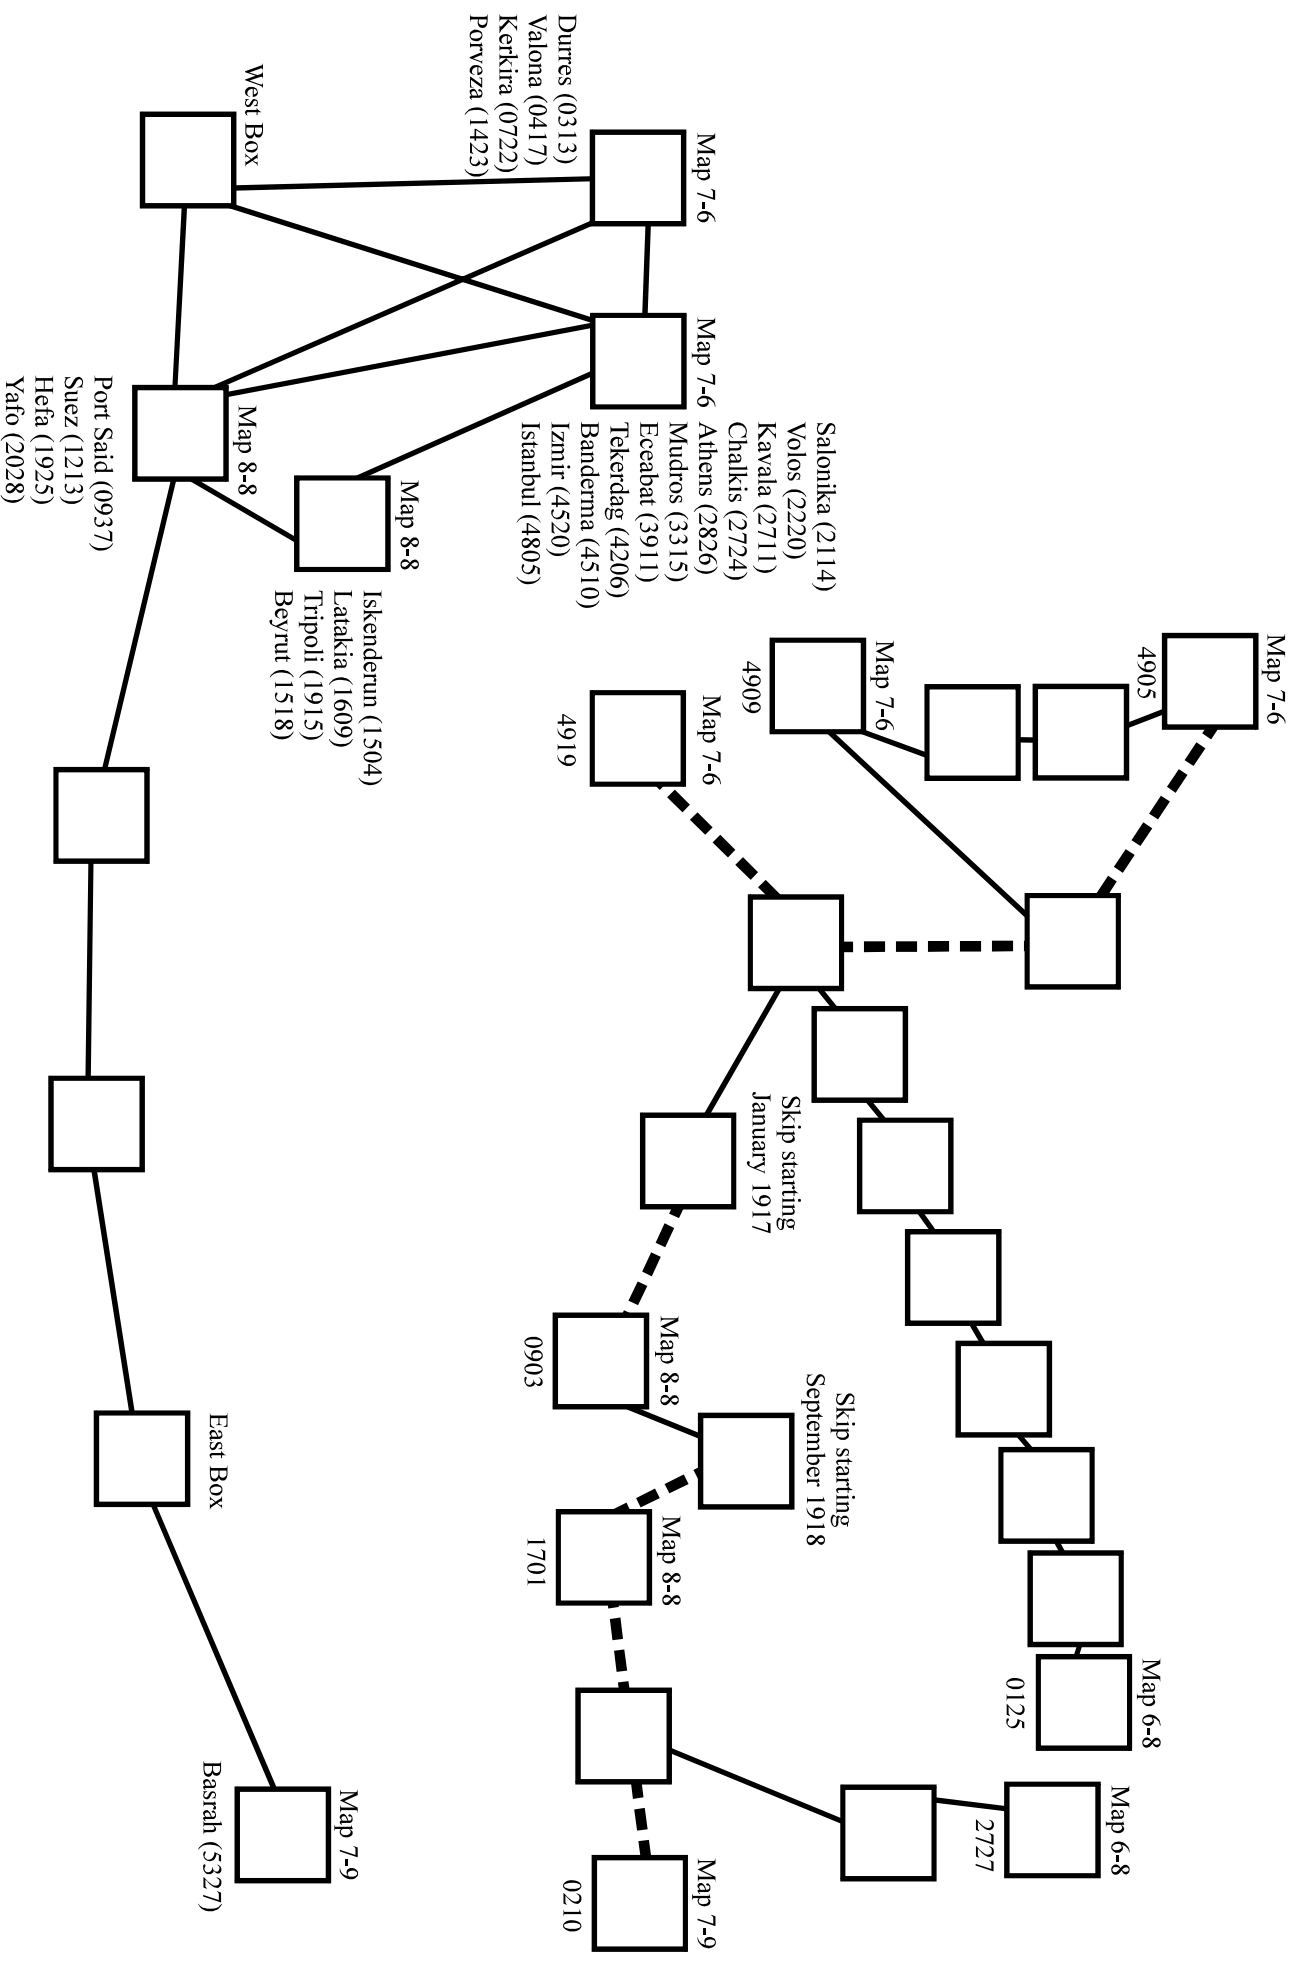 Map 7-6
4905
Map 6-8
0125
Map 6-8
2727
Map 7-6
4909
Skip starting
September 1918
Skip starting
January 1917
Map 7-6
Durres (0313)
Valona (0417)
Kerkira (0722)
Porveza (1423)
Map 7-6
Salonika (2114)
Volos (2220)
Kavala (2711)
Chalkis (2724)
Athens (2826)
Mudros (3315)
Eceabat (3911)
Tekerdag (4206)
Banderma (4510)
Izmir (4520)
Istanbul (4805)
Map 7-6
4919
Map 8-8
0903
Map 8-8
1701
Map 7-9
0210
Map 8-8
Iskenderun (1504)
Latakia (1609)
Tripoli (1915)
Beyrut (1518)
Map 7-9
Basrah (5327)
West Box
Map 8-8
Port Said (0937)
Suez (1213)
Hefa (1925)
Yafo (2028)
East Box